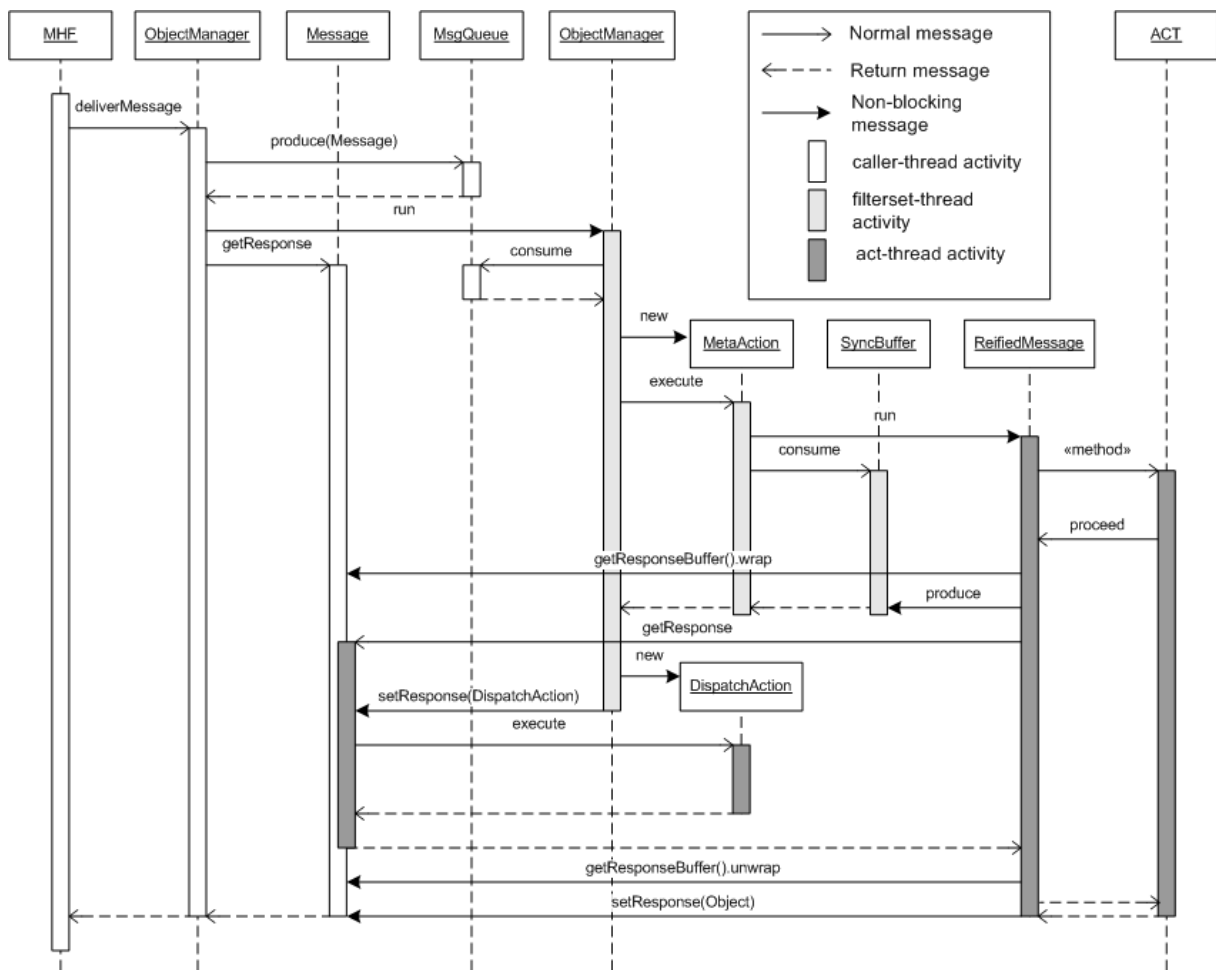 MHF
ObjectManager
Message
MsgQueue
ObjectManager
ACT
Normal message
Return message
Non-blocking
message
caller-thread activity
filterset-thread
activity
act-thread activity
deliverMessage
produce(Message)
run
getResponse
consume
new
MetaAction
SyncBuffer
ReifiedMessage
execute
run
consume
«method»
proceed
getResponseBuffer().wrap
produce
getResponse
new
DispatchAction
setResponse(DispatchAction)
execute
getResponseBuffer().unwrap
setResponse(Object)